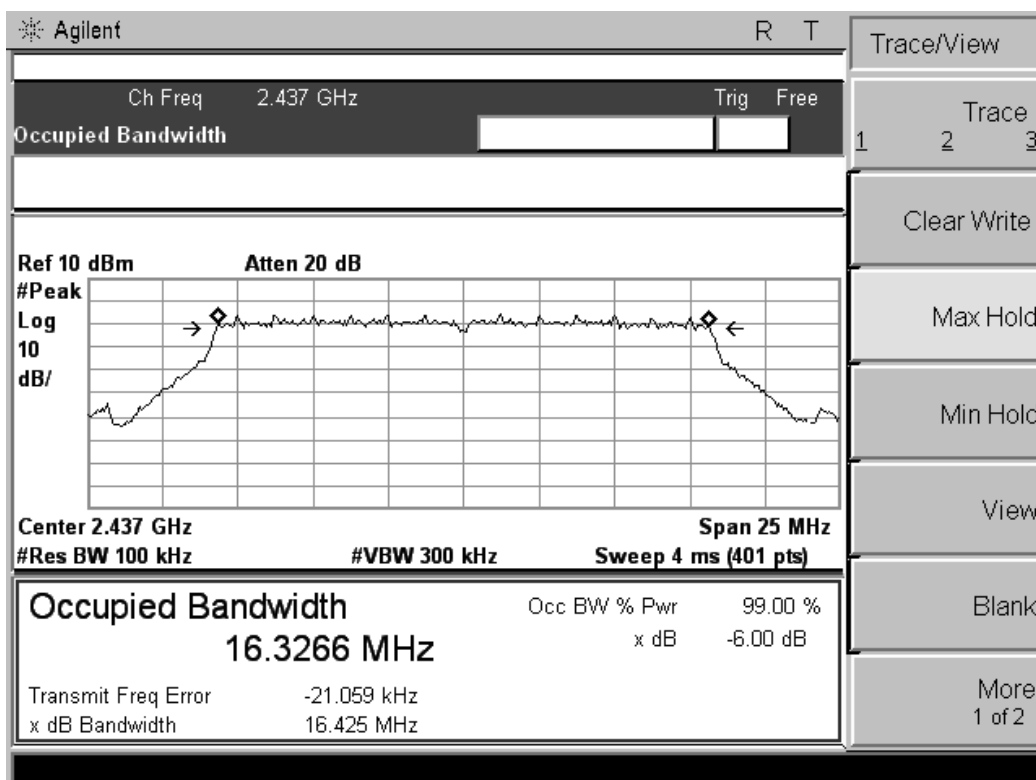 Agilent R T
Ch Freq 2.437 GHz Trig Free
Occupied Bandwidth
Ref 10 dBm Atten 20 dB
#Peak
Log
10
dB/
Center 2.437 GHz Span 25 MHz
#Res BW 100 kHz #VBW 300 kHz Sweep 4 ms (401 pts)
Occupied Bandwidth
16.3266 MHz
Occ BW % Pwr 99.00 %
x dB -6.00 dB
Transmit Freq Error -21.059 kHz
x dB Bandwidth 16.425 MHz
Trace/View
Trace
1 2 3
Clear Write
Max Hold
Min Hold
View
Blank
More
1 of 2